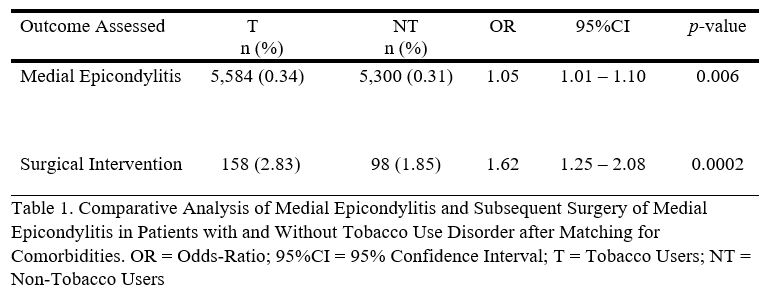 Outcome Assessed T NT OR 95%CI p-value
n (%) n (%)
Medial Epicondylitis 5,584 (0.34) 5,300 (0.31) 1.05 1.01 – 1.10 0.006
Surgical Intervention 158 (2.83) 98 (1.85) 1.62 1.25 – 2.08 0.0002
Table 1. Comparative Analysis of Medial Epicondylitis and Subsequent Surgery of Medial
Epicondylitis in Patients with and Without Tobacco Use Disorder after Matching for
Comorbidities. OR = Odds-Ratio; 95%CI = 95% Confidence Interval; T = Tobacco Users; NT =
Non-Tobacco Users